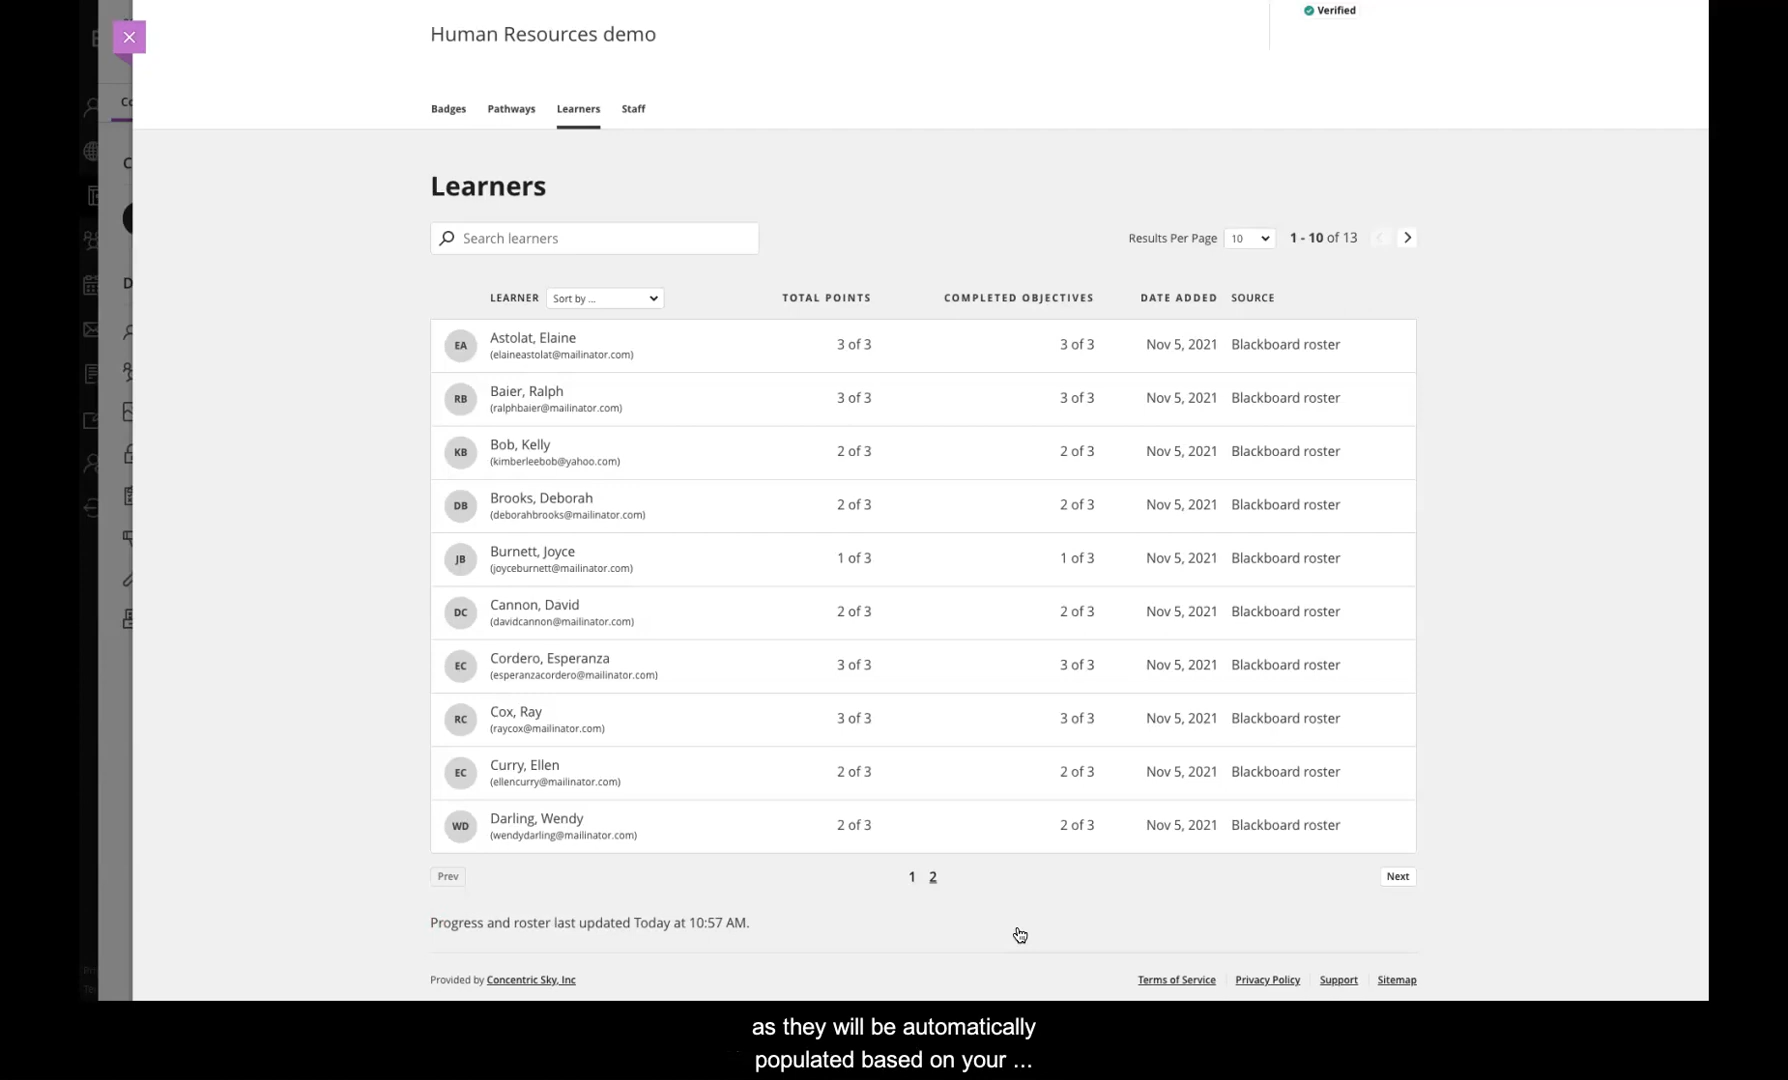 Verified
Human Resources demo
Badges Pathways Learners Staff
Learners
Search learners
Results Per Page 10 1 - 10 of 13
LEARNER Sort by ... TOTAL POINTS COMPLETED OBJECTIVES DATE ADDED SOURCE
EA Astolat, Elaine 3 of 3 3 of 3 Nov 5, 2021 Blackboard roster
(elaineastolat@mailinator.com)
RB Baier, Ralph 3 of 3 3 of 3 Nov 5, 2021 Blackboard roster
(ralphbaier@mailinator.com)
KB Bob, Kelly 2 of 3 2 of 3 Nov 5, 2021 Blackboard roster
(kimberleebob@yahoo.com)
DB Brooks, Deborah 2 of 3 2 of 3 Nov 5, 2021 Blackboard roster
(deborahbrooks@mailinator.com)
JB Burnett, Joyce 1 of 3 1 of 3 Nov 5, 2021 Blackboard roster
(joyceburnett@mailinator.com)
DC Cannon, David 2 of 3 2 of 3 Nov 5, 2021 Blackboard roster
(davidcannon@mailinator.com)
EC Cordero, Esperanza 3 of 3 3 of 3 Nov 5, 2021 Blackboard roster
(esperanzacordero@mailinator.com)
RC Cox, Ray 3 of 3 3 of 3 Nov 5, 2021 Blackboard roster
(raycox@mailinator.com)
EC Curry, Ellen 2 of 3 2 of 3 Nov 5, 2021 Blackboard roster
(ellencurry@mailinator.com)
WD Darling, Wendy 2 of 3 2 of 3 Nov 5, 2021 Blackboard roster
(wendydarling@mailinator.com)
Prev 1 2 Next
Progress and roster last updated Today at 10:57 AM.
Provided by Concentric Sky, Inc Terms of Service Privacy Policy Support Sitemap
as they will be automatically
populated based on your ...